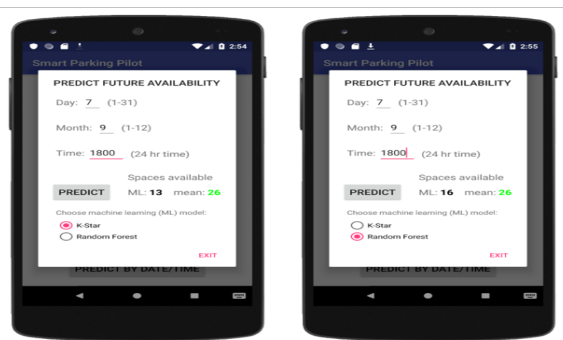 2:54
Smart Parking Pilot
PREDICT FUTURE AVAILABILITY
Day: 7 (1-31)
Month: 9 (1-12)
Time: 1800 (24 hr time)
Spaces available
PREDICT ML: 13 mean: 26
Choose machine learning (ML) model:
K-Star
Random Forest
EXIT
PREDICT BY DATE/TIME
2:55
Smart Parking Pilot
PREDICT FUTURE AVAILABILITY
Day: 7 (1-31)
Month: 9 (1-12)
Time: 1800 (24 hr time)
Spaces available
PREDICT ML: 16 mean: 26
Choose machine learning (ML) model:
K-Star
Random Forest
EXIT
PREDICT BY DATE/TIME